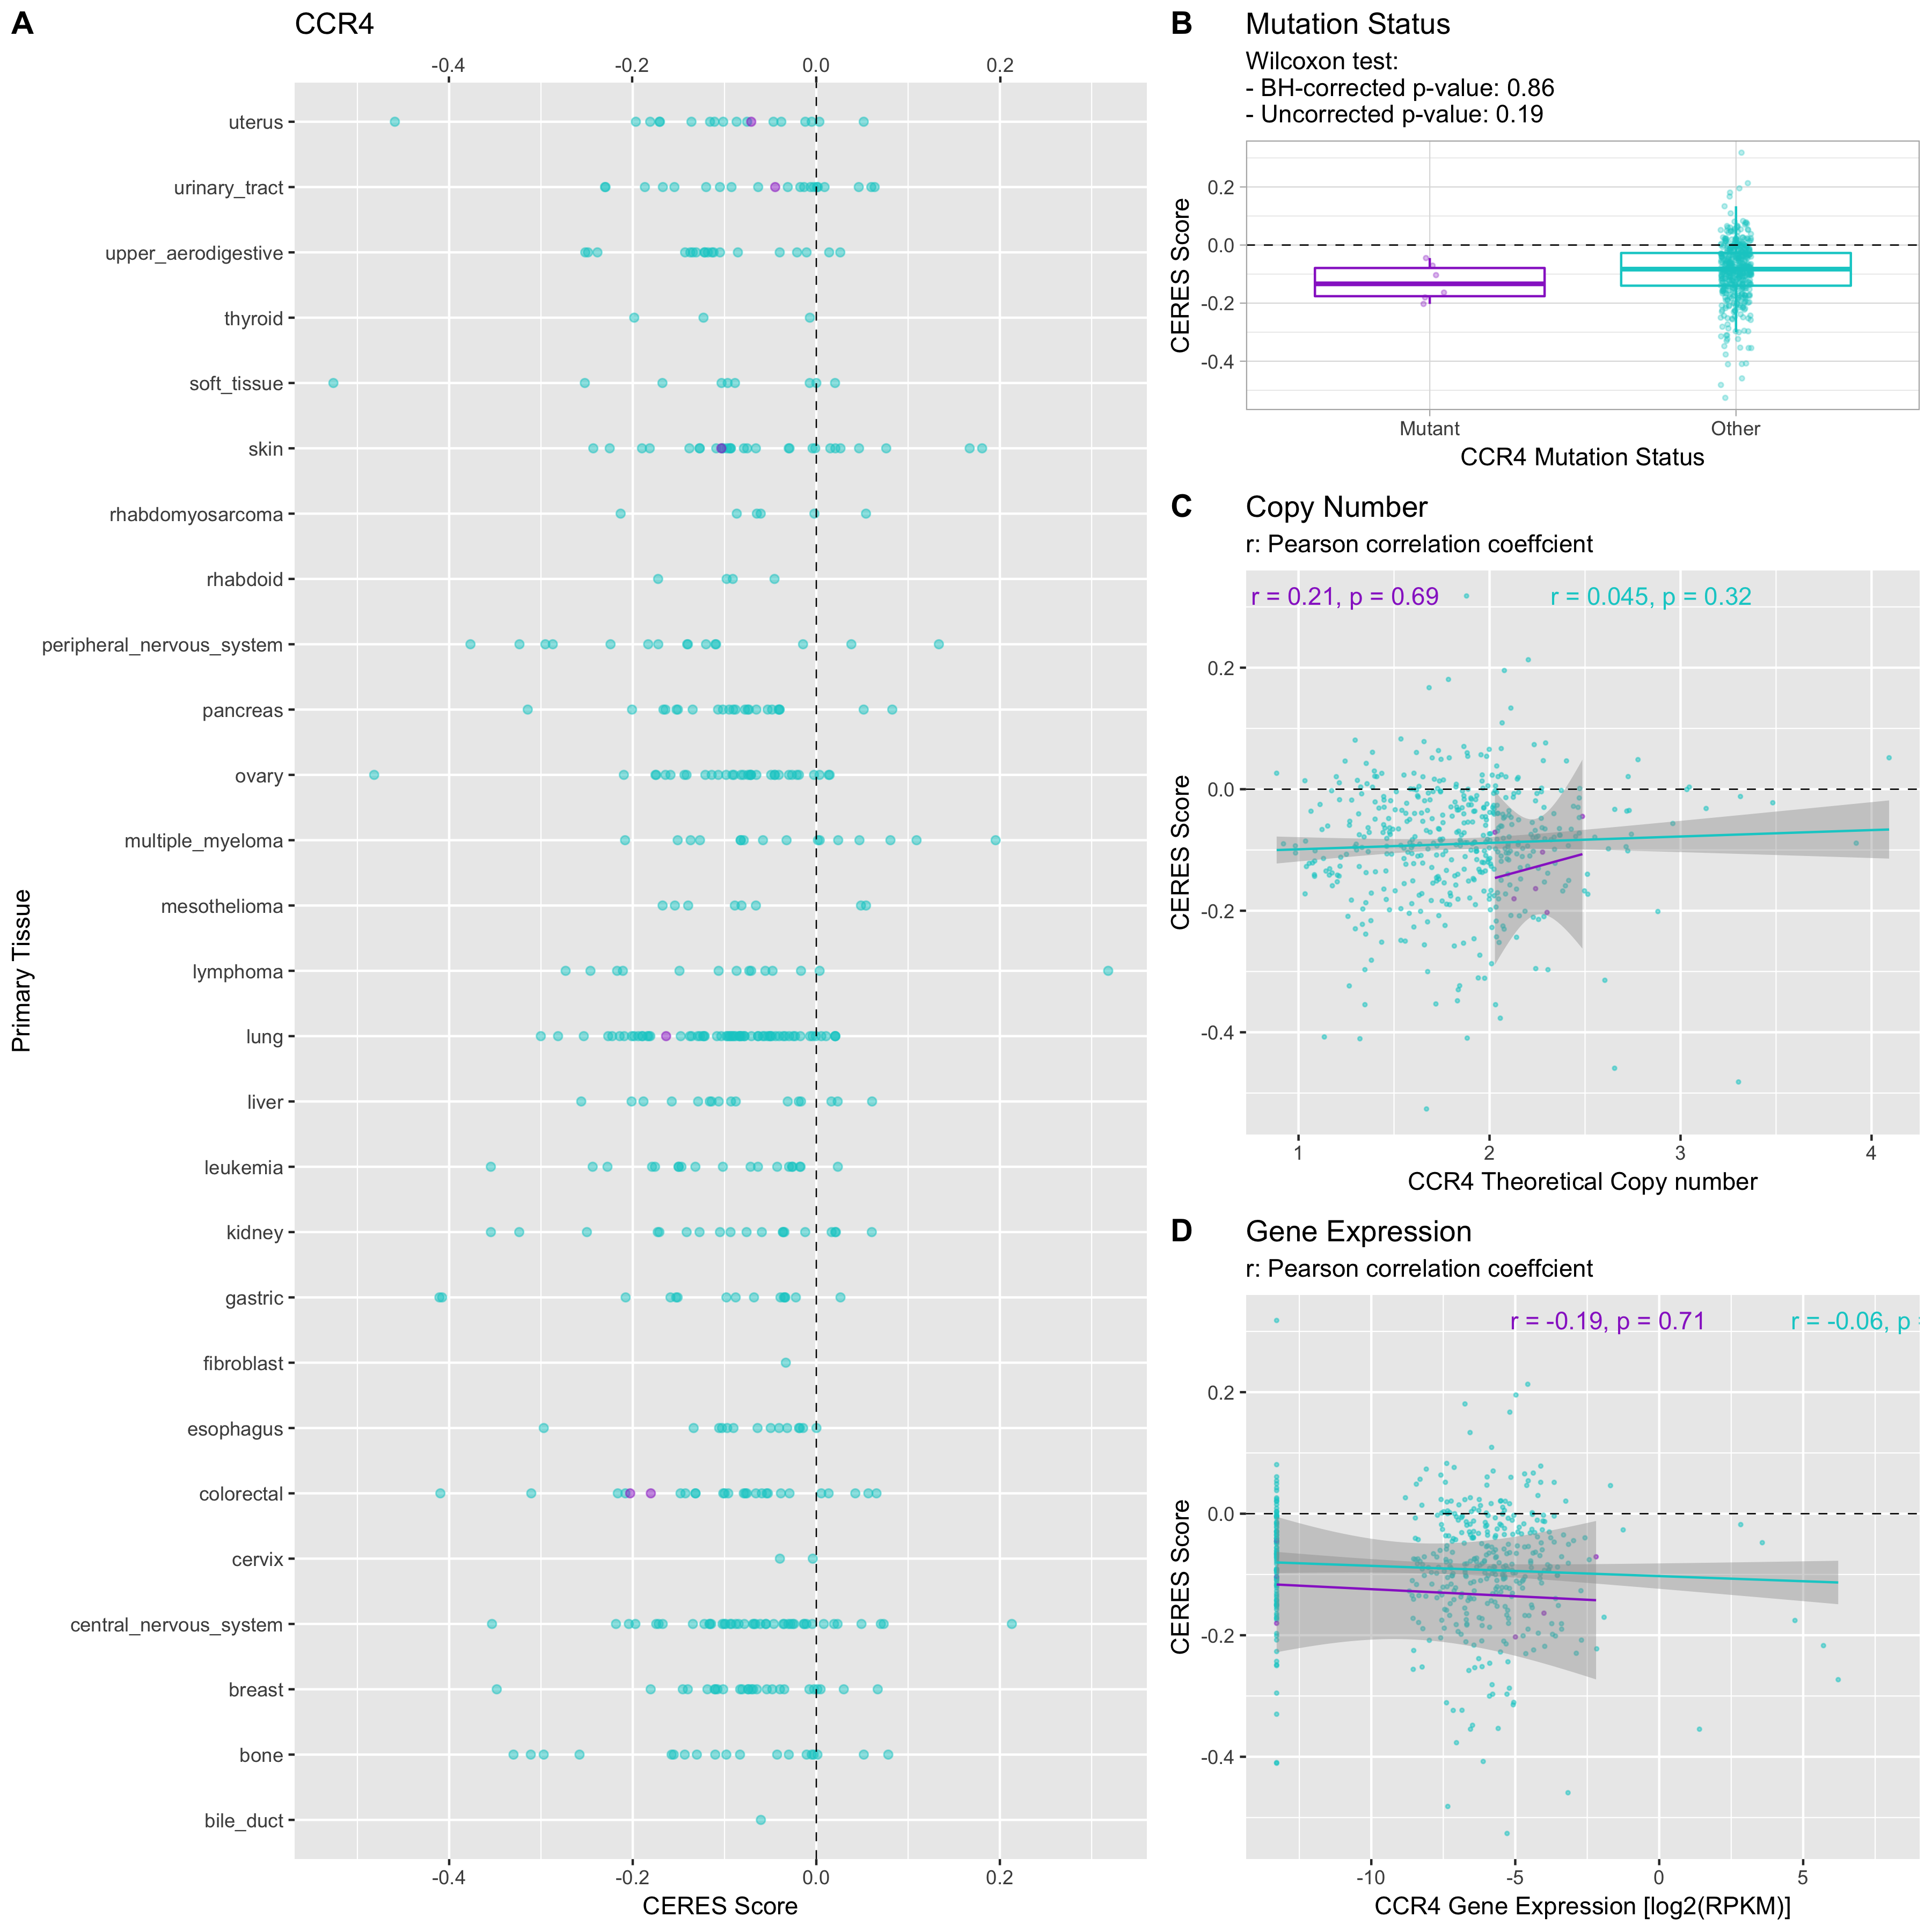 A
CCR4
-0.4
-0.2
0.0
0.2
uterus
urinary_tract
upper_aerodigestive
thyroid
soft_tissue
skin
rhabdomyosarcoma
rhabdoid
peripheral_nervous_system
pancreas
ovary
multiple_myeloma
mesothelioma
lymphoma
lung
liver
leukemia
kidney
gastric
fibroblast
esophagus
colorectal
cervix
central_nervous_system
breast
bone
bile_duct
Primary Tissue
-0.4
-0.2
0.0
0.2
CERES Score
B
Mutation Status
Wilcoxon test:
- BH-corrected p-value: 0.86
- Uncorrected p-value: 0.19
0.2
0.0
-0.2
-0.4
CERES Score
Mutant
Other
CCR4 Mutation Status
C
Copy Number
r: Pearson correlation coeffcient
r = 0.21, p = 0.69
r = 0.045, p = 0.32
0.2
0.0
-0.2
-0.4
CERES Score
1
2
3
4
CCR4 Theoretical Copy number
D
Gene Expression
r: Pearson correlation coeffcient
r = -0.19, p = 0.71
r = -0.06, p
0.2
0.0
-0.2
-0.4
CERES Score
-10
-5
0
5
CCR4 Gene Expression [log2(RPKM)]